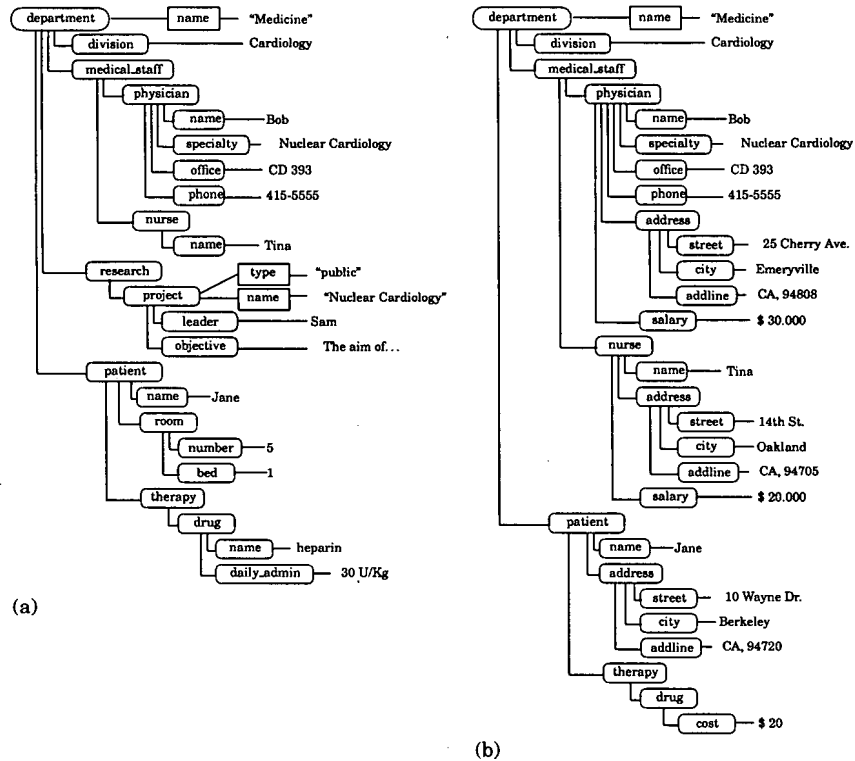 department name "Medicine"
division Cardiology
medical_staff
physician
name Bob
specialty Nuclear Cardiology
office CD 393
phone 415-5555
nurse
name Tina
research
type "public"
project
name "Nuclear Cardiology"
leader Sam
objective The aim of...
patient
name Jane
room
number 5
bed 1
therapy
drug
name heparin
daily_admin 30 U/Kg
(a)
department name "Medicine"
division Cardiology
medical_staff
physician
name Bob
specialty Nuclear Cardiology
office CD 393
phone 415-5555
address
street 25 Cherry Ave.
city Emeryville
addline CA, 94808
salary $ 30.000
nurse
name Tina
address
street 14th St.
city Oakland
addline CA, 94705
salary $ 20.000
patient
name Jane
address
street 10 Wayne Dr.
city Berkeley
addline CA, 94720
therapy
drug
cost $ 20
(b)